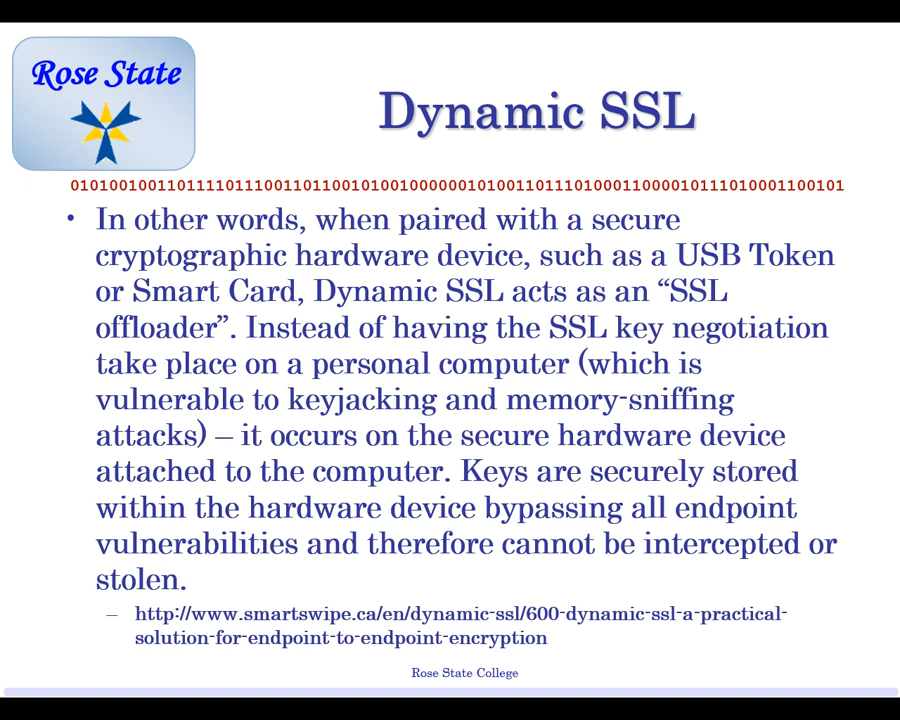 Rose State
Dynamic SSL
0101001001101111011100110110010100100000010100110111010001100001011101000110​0101
• In other words, when paired with a secure
cryptographic hardware device, such as a USB Token
or Smart Card, Dynamic SSL acts as an “SSL
offloader”. Instead of having the SSL key negotiation
take place on a personal computer (which is
vulnerable to keyjacking and memory-sniffing
attacks) – it occurs on the secure hardware device
attached to the computer. Keys are securely stored
within the hardware device bypassing all endpoint
vulnerabilities and therefore cannot be intercepted or
stolen.
– http://www.smartswipe.ca/en/dynamic-ssl/600-dynamic-ssl-a-practical-
solution-for-endpoint-to-endpoint-encryption
Rose State College